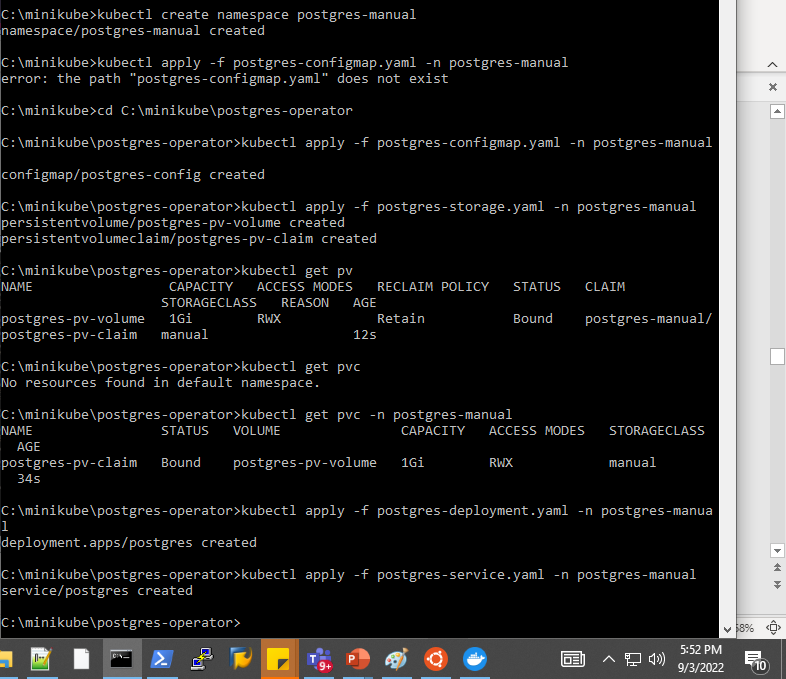 C:\minikube>kubectl create namespace postgres-manual
namespace/postgres-manual created
C:\minikube>kubectl apply -f postgres-configmap.yaml -n postgres-manual
error: the path "postgres-configmap.yaml" does not exist
C:\minikube>cd C:\minikube\postgres-operator
C:\minikube\postgres-operator>kubectl apply -f postgres-configmap.yaml -n postgres-manual
configmap/postgres-config created
C:\minikube\postgres-operator>kubectl apply -f postgres-storage.yaml -n postgres-manual
persistentvolume/postgres-pv-volume created
persistentvolumeclaim/postgres-pv-claim created
C:\minikube\postgres-operator>kubectl get pv
NAME CAPACITY ACCESS MODES RECLAIM POLICY STATUS CLAIM
STORAGECLASS REASON AGE
postgres-pv-volume 1Gi RWX Retain Bound postgres-manual/
postgres-pv-claim manual 12s
C:\minikube\postgres-operator>kubectl get pvc
No resources found in default namespace.
C:\minikube\postgres-operator>kubectl get pvc -n postgres-manual
NAME STATUS VOLUME CAPACITY ACCESS MODES STORAGECLASS
AGE
postgres-pv-claim Bound postgres-pv-volume 1Gi RWX manual
34s
C:\minikube\postgres-operator>kubectl apply -f postgres-deployment.yaml -n postgres-manua
l
deployment.apps/postgres created
C:\minikube\postgres-operator>kubectl apply -f postgres-service.yaml -n postgres-manual
service/postgres created
C:\minikube\postgres-operator>
58%
9+
5:52 PM
9/3/2022
10